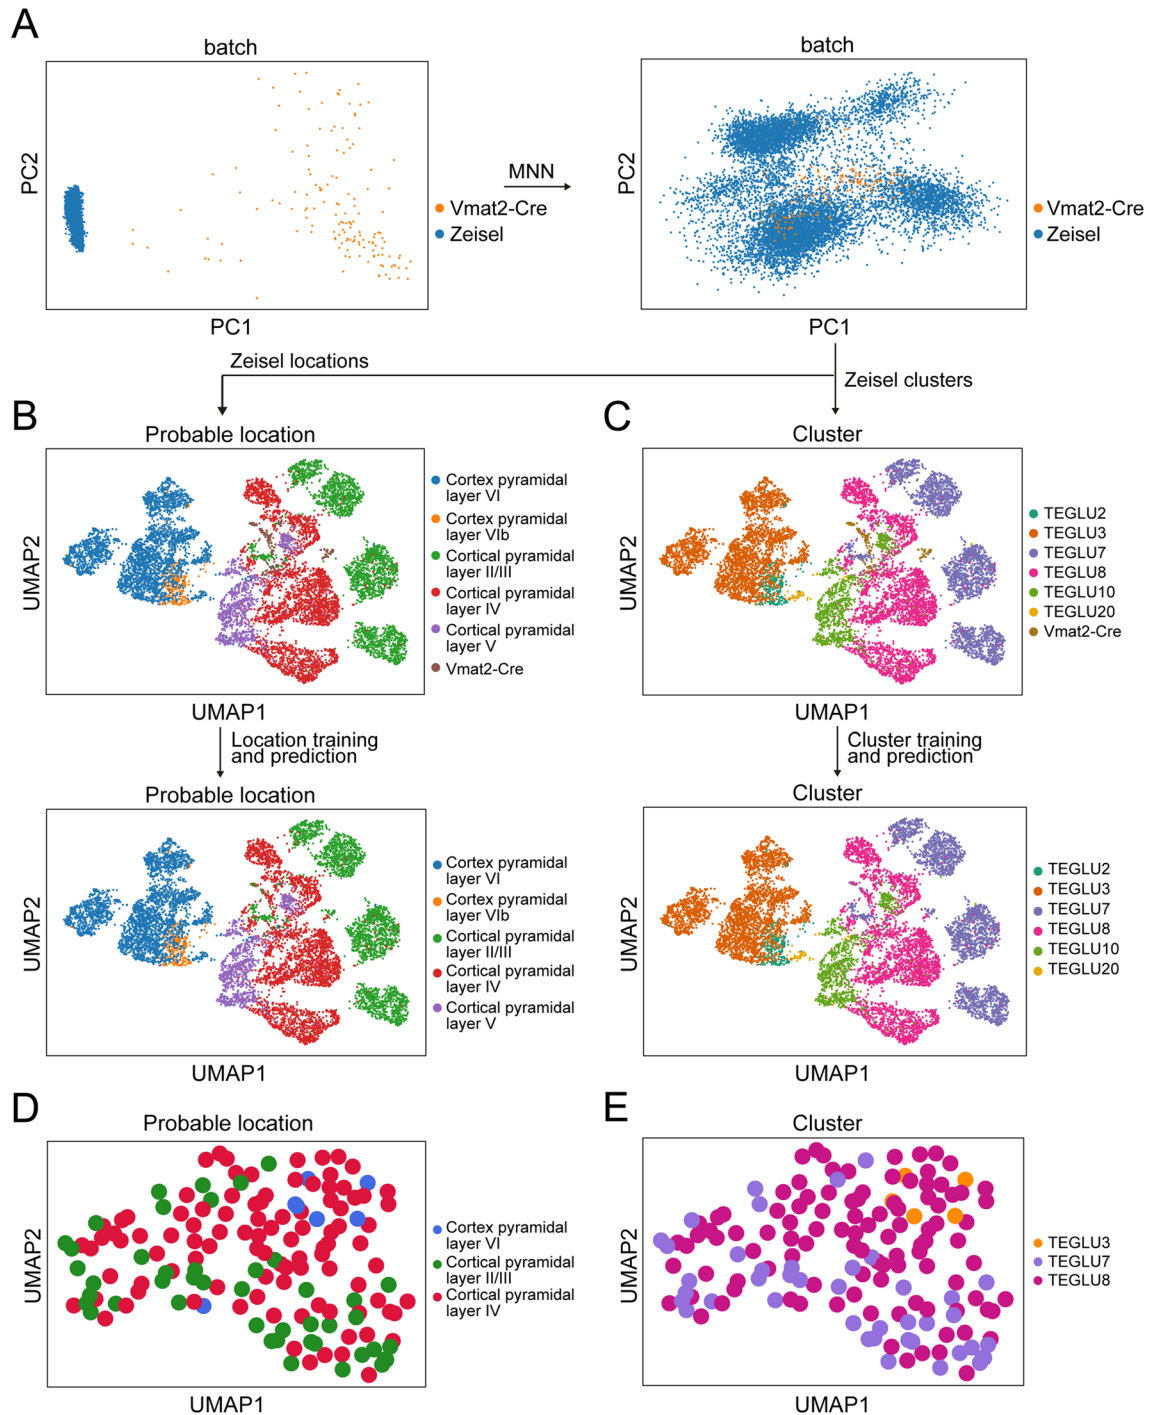 A
batch
PC2
PC1
Vmat2-Cre
Zeisel
MNN
batch
PC2
PC1
Vmat2-Cre
Zeisel
Zeisel locations
Zeisel clusters
B
Probable location
UMAP2
UMAP1
Cortex pyramidal
layer VI
Cortex pyramidal
layer VIb
Cortical pyramidal
layer II/III
Cortical pyramidal
layer IV
Cortical pyramidal
layer V
Vmat2-Cre
C
Cluster
UMAP2
UMAP1
TEGLU2
TEGLU3
TEGLU7
TEGLU8
TEGLU10
TEGLU20
Vmat2-Cre
Location training
and prediction
Probable location
UMAP2
UMAP1
Cortex pyramidal
layer VI
Cortex pyramidal
layer VIb
Cortical pyramidal
layer II/III
Cortical pyramidal
layer IV
Cortical pyramidal
layer V
Cluster training
and prediction
Cluster
UMAP2
UMAP1
TEGLU2
TEGLU3
TEGLU7
TEGLU8
TEGLU10
TEGLU20
D
Probable location
UMAP2
UMAP1
Cortex pyramidal
layer VI
Cortical pyramidal
layer II/III
Cortical pyramidal
layer IV
E
Cluster
UMAP2
UMAP1
TEGLU3
TEGLU7
TEGLU8